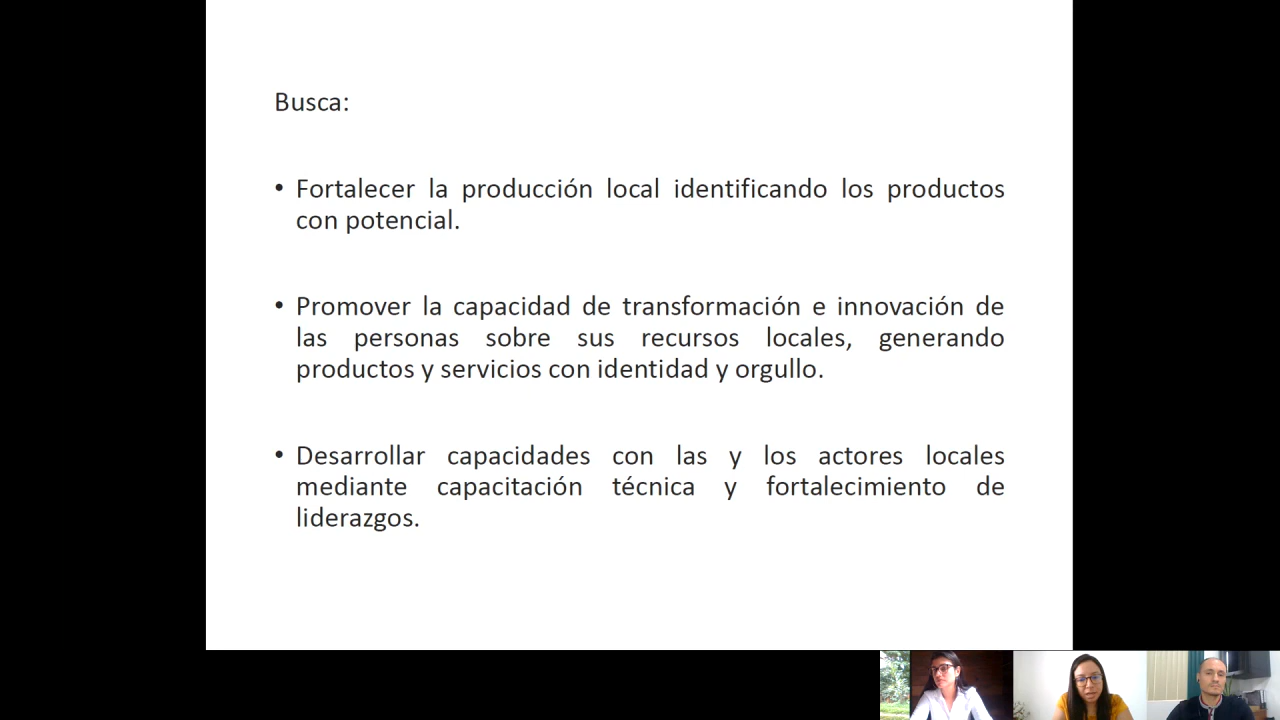 Busca:
• Fortalecer la producción local identificando los productos
con potencial.
• Promover la capacidad de transformación e innovación de
las personas sobre sus recursos locales, generando
productos y servicios con identidad y orgullo.
• Desarrollar capacidades con las y los actores locales
mediante capacitación técnica y fortalecimiento de
liderazgos.